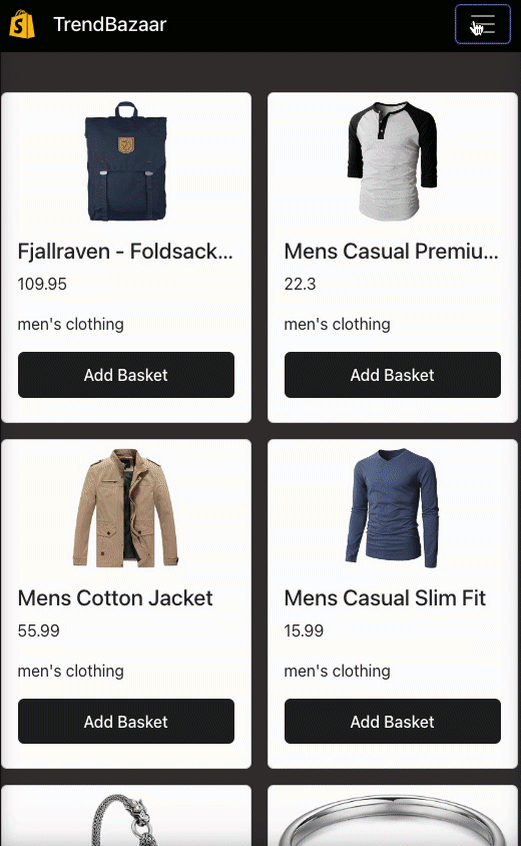 TrendBazaar
Fjallraven - Foldsack...
109.95
men's clothing
Add Basket
Mens Casual Premiu...
22.3
men's clothing
Add Basket
Mens Cotton Jacket
55.99
men's clothing
Add Basket
Mens Casual Slim Fit
15.99
men's clothing
Add Basket